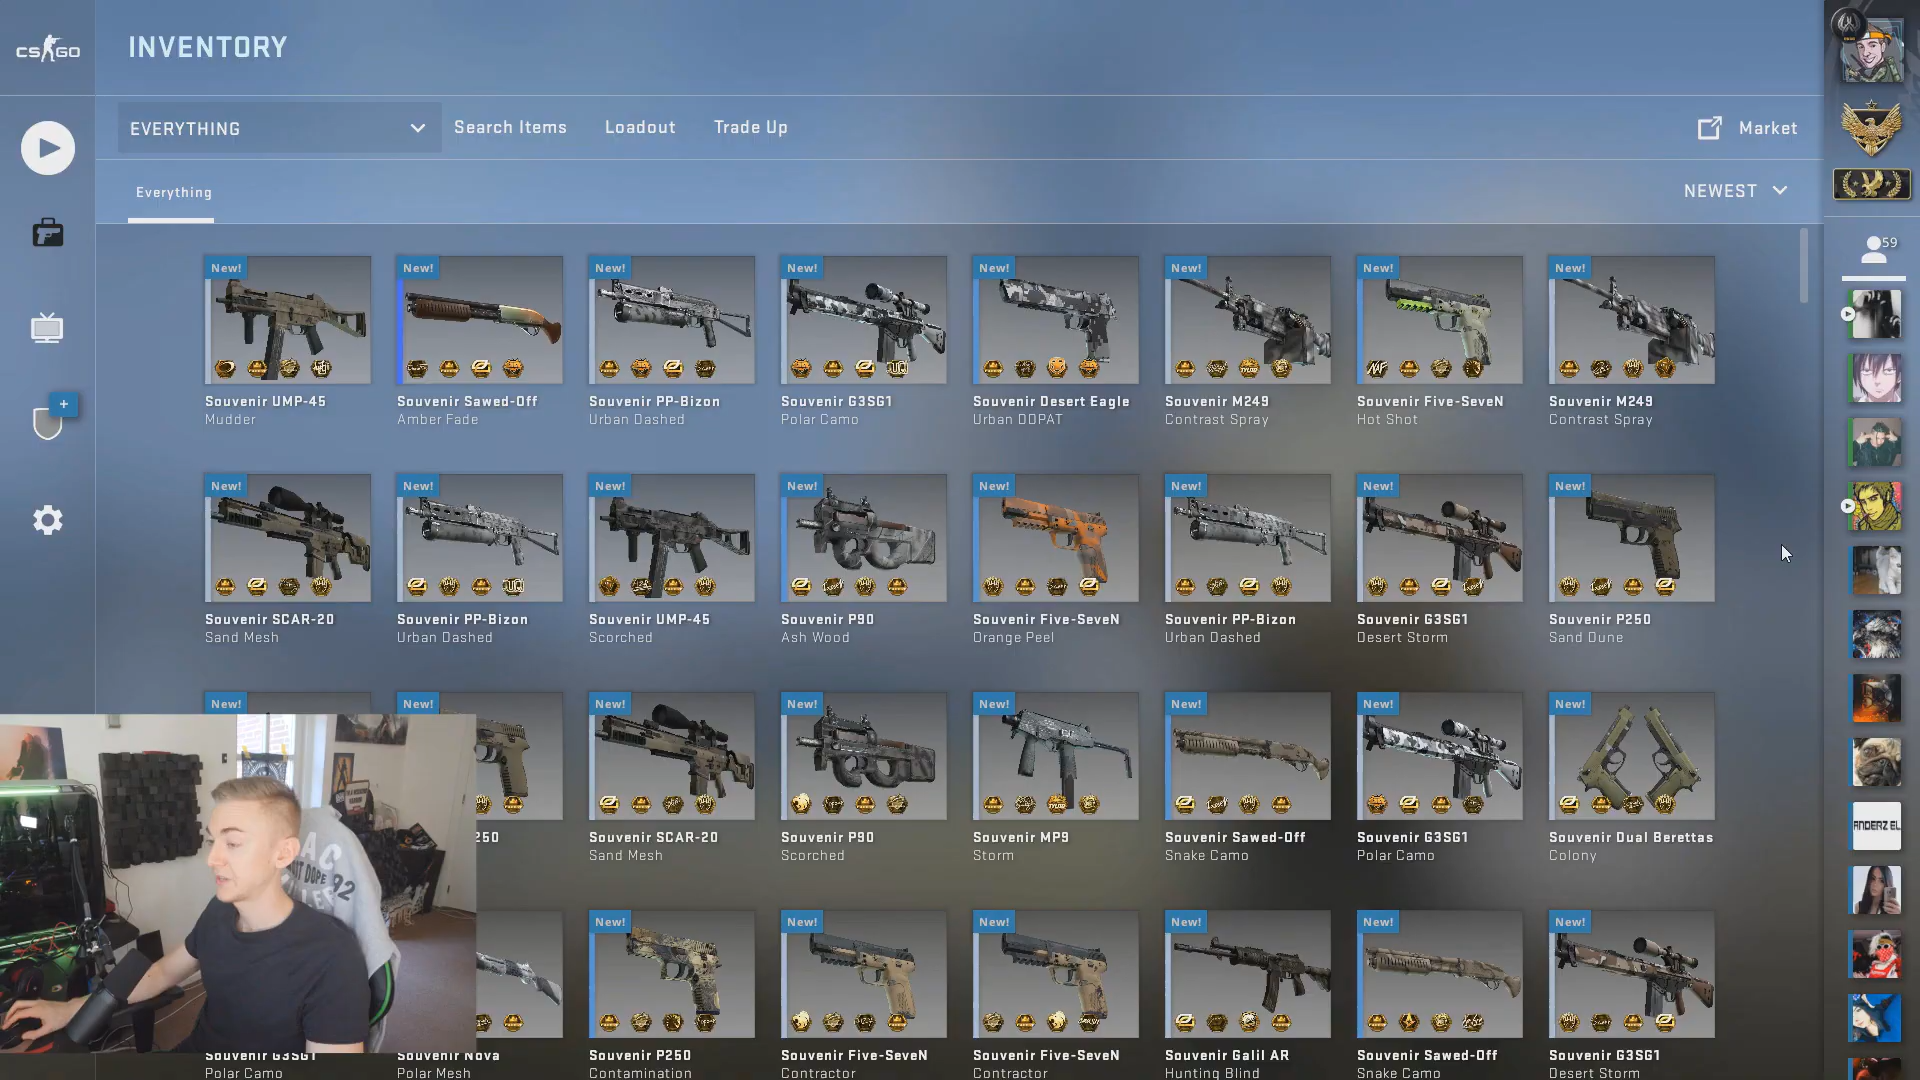 CS GO
INVENTORY
EVERYTHING
Search Items
Loadout
Trade Up
Market
Everything
NEWEST
59
New!
New!
New!
New!
New!
New!
New!
New!
Souvenir UMP-45
Mudder
Souvenir Sawed-Off
Amber Fade
Souvenir PP-Bizon
Urban Dashed
Souvenir G3SG1
Polar Camo
Souvenir Desert Eagle
Urban DDPAT
Souvenir M249
Contrast Spray
Souvenir Five-SeveN
Hot Shot
Souvenir M249
Contrast Spray
New!
New!
New!
New!
New!
New!
New!
New!
Souvenir SCAR-20
Sand Mesh
Souvenir PP-Bizon
Urban Dashed
Souvenir UMP-45
Scorched
Souvenir P90
Ash Wood
Souvenir Five-SeveN
Orange Peel
Souvenir PP-Bizon
Urban Dashed
Souvenir G3SG1
Desert Storm
Souvenir P250
Sand Dune
New!
New!
New!
New!
New!
New!
New!
New!
250
Souvenir SCAR-20
Sand Mesh
Souvenir P90
Scorched
Souvenir MP9
Storm
Souvenir Sawed-Off
Snake Camo
Souvenir G3SG1
Polar Camo
Souvenir Dual Berettas
Colony
New!
New!
New!
New!
New!
New!
Souvenir G3SG1
Polar Camo
Souvenir Nova
Polar Mesh
Souvenir P250
Contamination
Souvenir Five-SeveN
Contractor
Souvenir Five-SeveN
Contractor
Souvenir Galil AR
Hunting Blind
Souvenir Sawed-Off
Snake Camo
Souvenir G3SG1
Desert Storm
ANDERZ EL
92